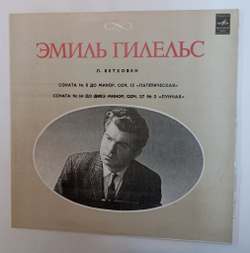 ЭМИЛЬ ГИЛЕЛЬС
Л. БЕТХОВЕН
СОНАТА № 8 ДО МИНОР, СОЧ. 13 «ПАТЕТИЧЕСКАЯ»
СОНАТА № 14 ДО ДИЕЗ МИНОР, СОЧ. 27 № 2 «ЛУННАЯ»